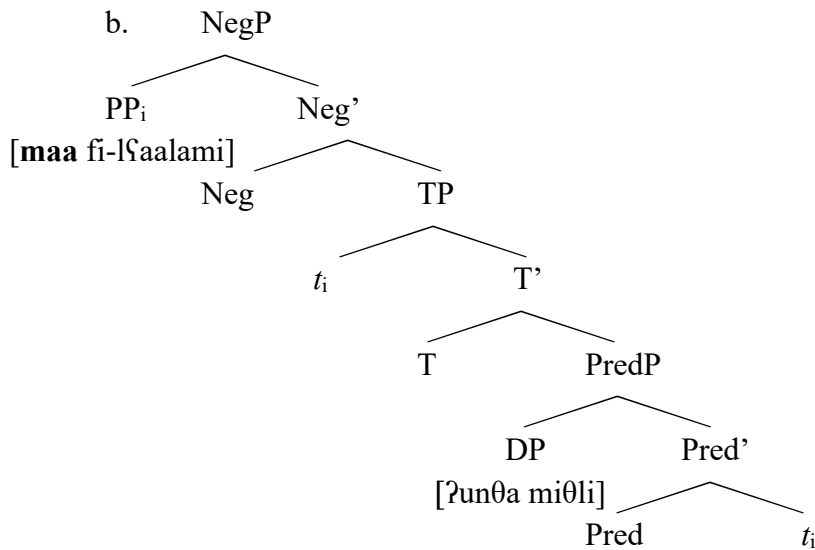 b. NegP
PPᵢ Neg’
[maa fi-lʕaalami]
Neg TP
tᵢ T’
T PredP
DP Pred’
[ʔunθa miθli]
Pred tᵢ